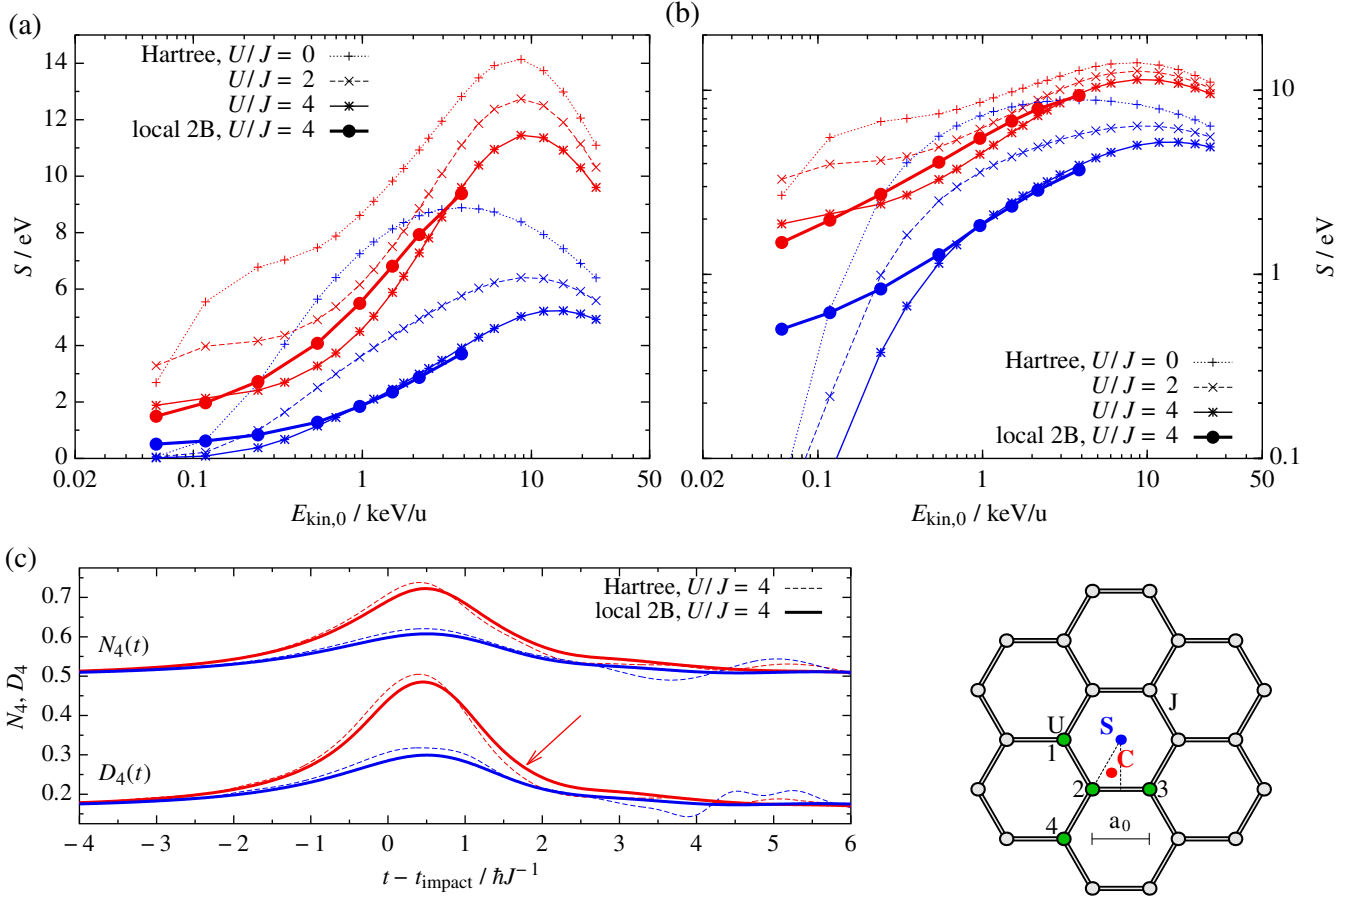 (a)
14
12
10
8
6
4
2
0
S / eV
Hartree, U/J = 0
U/J = 2
U/J = 4
local 2B, U/J = 4
0.02 0.1 1 10 50
E_kin,0 / keV/u
(b)
10
1
0.1
S / eV
Hartree, U/J = 0
U/J = 2
U/J = 4
local 2B, U/J = 4
0.02 0.1 1 10 50
E_kin,0 / keV/u
(c)
0.7
0.6
0.5
0.4
0.3
0.2
N_4, D_4
Hartree, U/J = 4
local 2B, U/J = 4
N_4(t)
D_4(t)
−4 −3 −2 −1 0 1 2 3 4 5 6
t − t_impact / ℏJ^−1
J
U
S
1
C
2 3
4
a_0